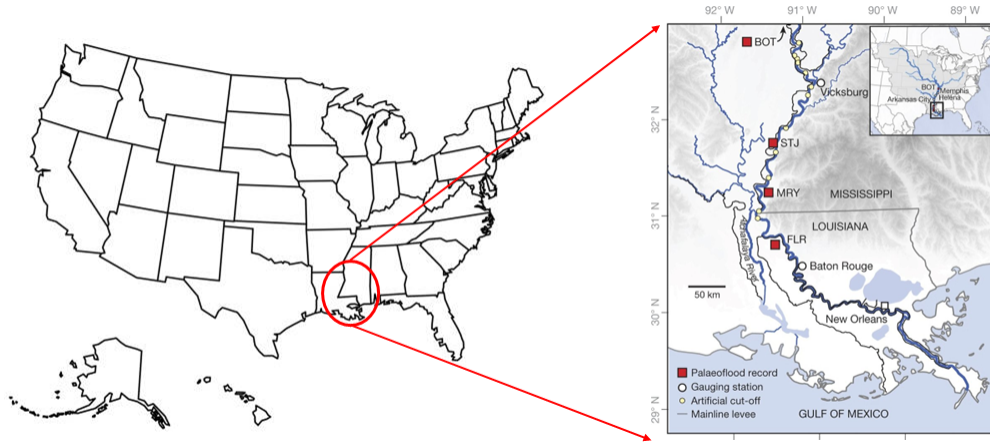 92° W 91° W 90° W 89° W
BOT
Vicksburg
BOT
Memphis
Helena
Arkansas City
32° N
STJ
MRY
MISSISSIPPI
31° N
LOUISIANA
FLR
Baton Rouge
50 km
30° N
New Orleans
Palaeoflood record
Gauging station
Artificial cut-off
Mainline levee
29° N
GULF OF MEXICO